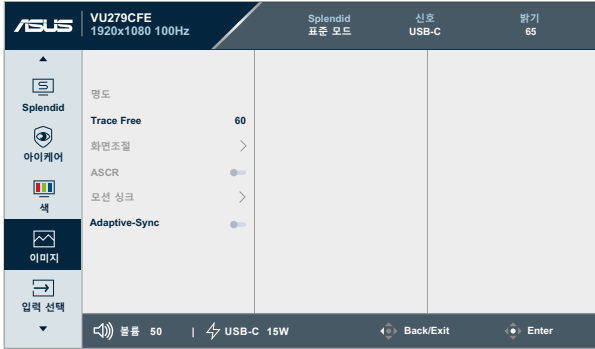 ASUS
VU279CFE
1920x1080 100Hz
Splendid
표준 모드
신호
USB-C
밝기
65
Splendid
아이케어
색
이미지
입력 선택
명도
Trace Free 60
화면조절
ASCR
모션 싱크
Adaptive-Sync
볼륨 50 | USB-C 15W Back/Exit Enter